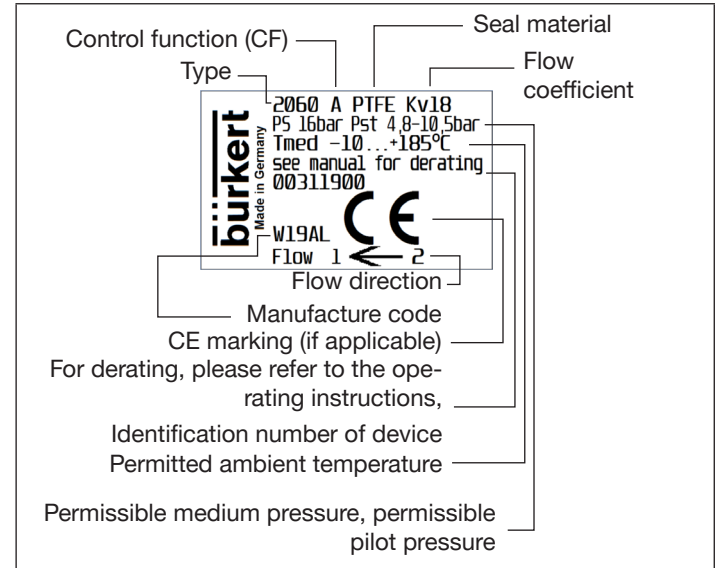 Control function (CF)
Seal material
Type
Flow
coefficient
2060 A PTFE Kv18
PS 16bar Pst 4,8-10,5bar
Tmed -10...+185°C
see manual for derating
00311900
bürkert
Made in Germany
CE
W19AL
Flow 1 ← 2
Flow direction
Manufacture code
CE marking (if applicable)
For derating, please refer to the ope-
rating instructions,
Identification number of device
Permitted ambient temperature
Permissible medium pressure, permissible
pilot pressure